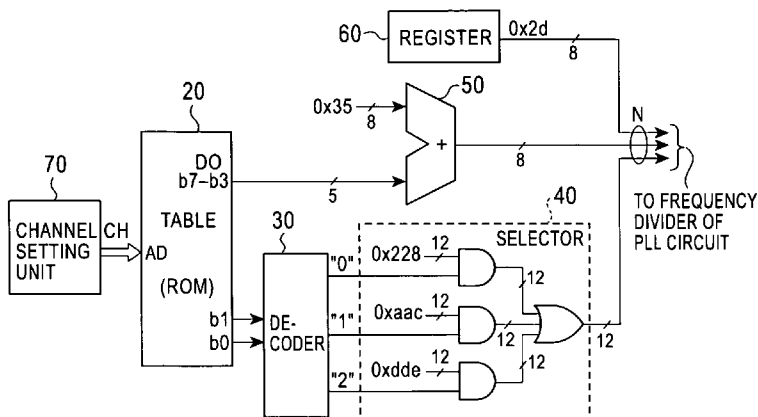 60
REGISTER
0x2d
8
50
0x35
8
+
8
N
TO FREQUENCY
DIVIDER OF
PLL CIRCUIT
20
DO
b7–b3
5
TABLE
(ROM)
AD
b1
b0
70
CHANNEL
SETTING
UNIT
CH
30
DE-
CODER
"0"
"1"
"2"
40
SELECTOR
12
0x228
12
12
0xaac
12
12
0xdde
12
12